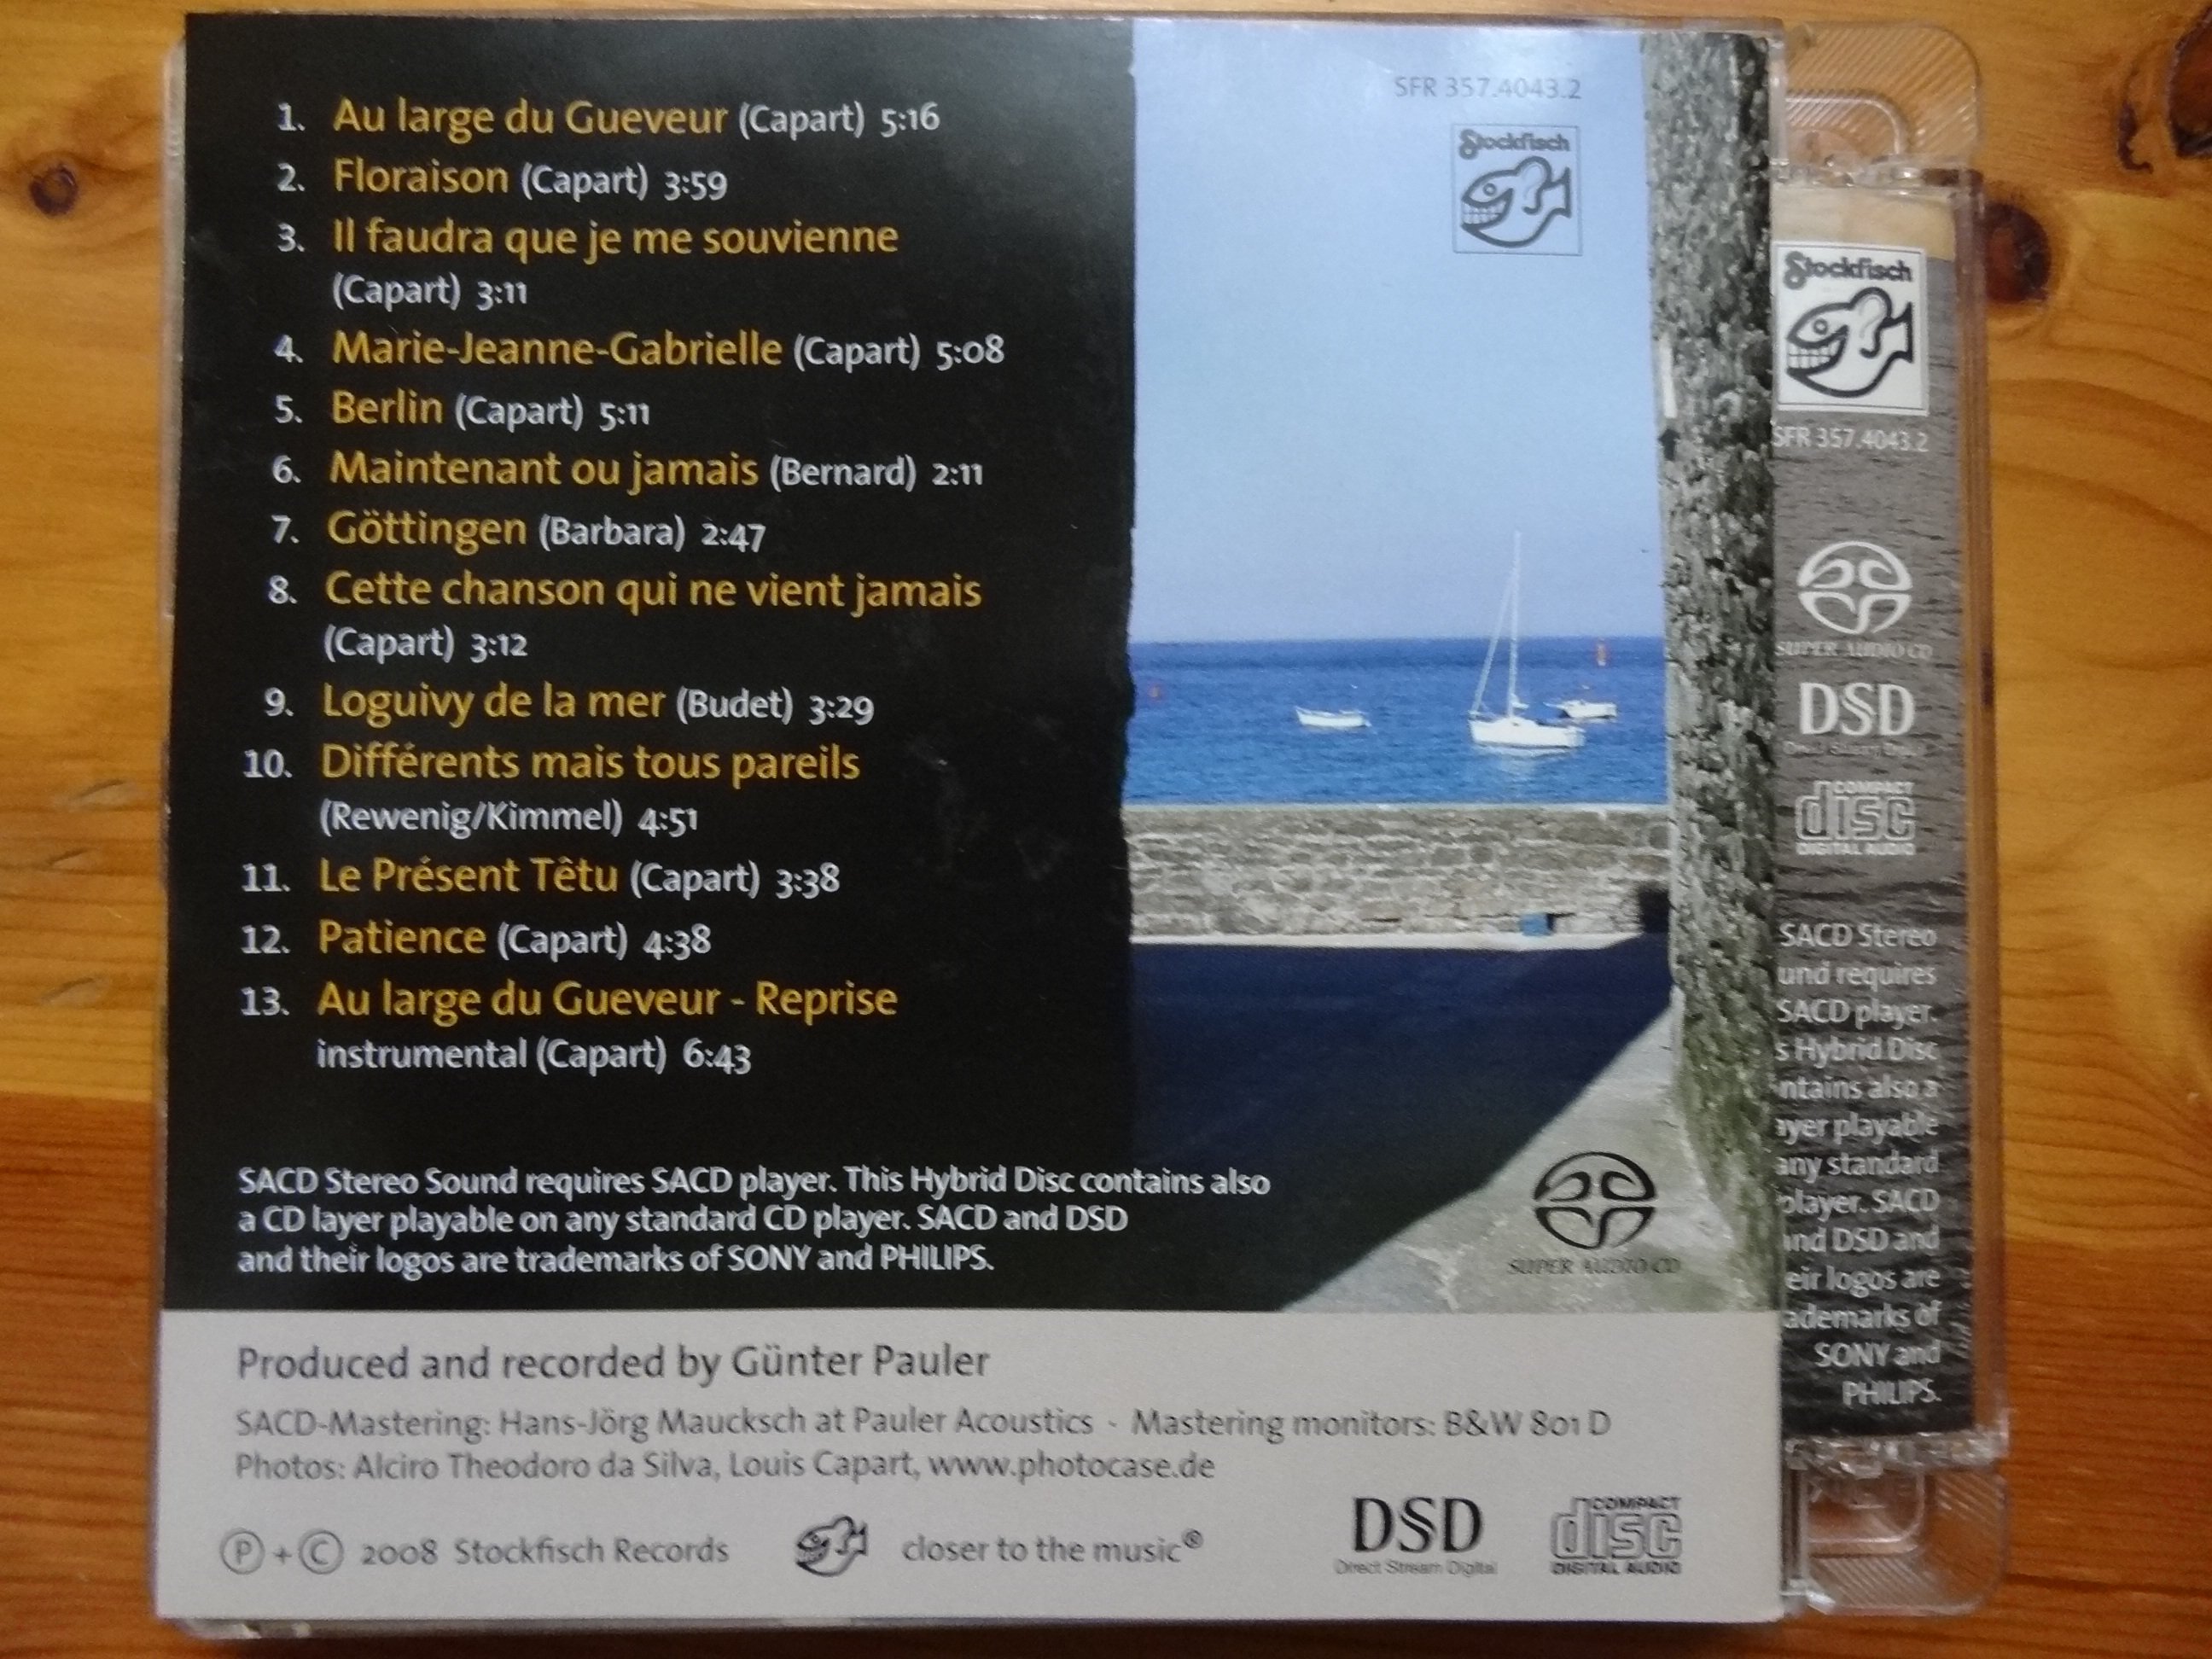 1. Au large du Gueveur (Capart) 5:16
2. Floraison (Capart) 3:59
3. Il faudra que je me souvienne
(Capart) 3:11
4. Marie-Jeanne-Gabrielle (Capart) 5:08
5. Berlin (Capart) 5:11
6. Maintenant ou jamais (Bernard) 2:11
7. Göttingen (Barbara) 2:47
8. Cette chanson qui ne vient jamais
(Capart) 3:12
9. Loguivy de la mer (Budet) 3:29
10. Différents mais tous pareils
(Rewenig/Kimmel) 4:51
11. Le Présent Têtu (Capart) 3:38
12. Patience (Capart) 4:38
13. Au large du Gueveur - Reprise
instrumental (Capart) 6:43
SACD Stereo Sound requires SACD player. This Hybrid Disc contains also
a CD layer playable on any standard CD player. SACD and DSD
and their logos are trademarks of SONY and PHILIPS.
SFR 357.4043.2
Stockfisch
SUPER AUDIO CD
Produced and recorded by Günter Pauler
SACD-Mastering: Hans-Jörg Maucksch at Pauler Acoustics · Mastering monitors: B&W 801 D
Photos: Alciro Theodoro da Silva, Louis Capart, www.photocase.de
℗ + © 2008 Stockfisch Records closer to the music®
DSD
Direct Stream Digital
COMPACT
disc
DIGITAL AUDIO
Stockfisch
SFR 357.4043.2
SUPER AUDIO CD
DSD
Direct Stream Digital
COMPACT
disc
DIGITAL AUDIO
SACD Stereo
und requires
SACD player.
s Hybrid Disc
ntains also a
ayer playable
any standard
player. SACD
and DSD and
eir logos are
ademarks of
SONY and
PHILIPS.